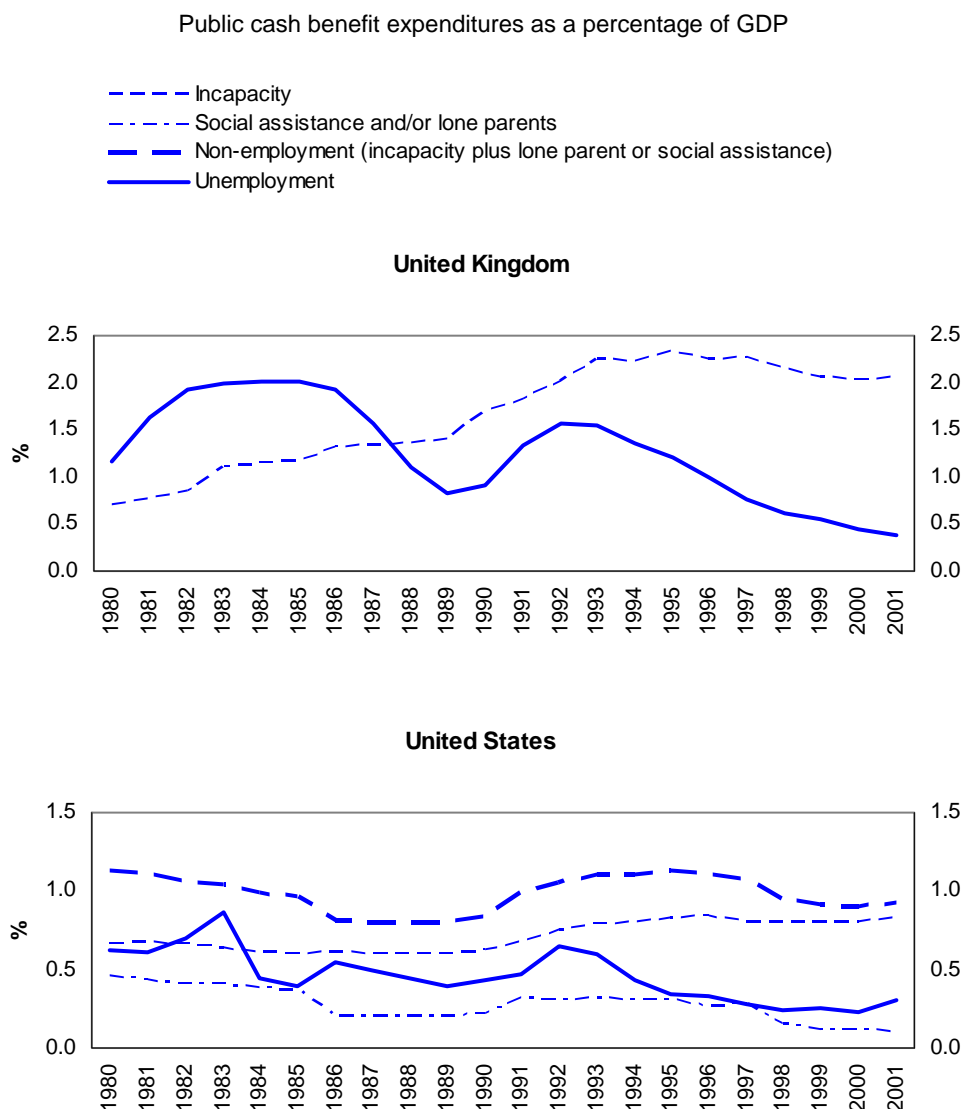 Public cash benefit expenditures as a percentage of GDP
Incapacity
Social assistance and/or lone parents
Non-employment (incapacity plus lone parent or social assistance)
Unemployment
United Kingdom
2.5 2.5
2.0 2.0
1.5 1.5
%
1.0 1.0
0.5 0.5
0.0 0.0
1980 1981 1982 1983 1984 1985 1986 1987 1988 1989 1990 1991 1992 1993 1994 1995 1996 1997 1998 1999 2000 2001
United States
1.5 1.5
1.0 1.0
%
0.5 0.5
0.0 0.0
1980 1981 1982 1983 1984 1985 1986 1987 1988 1989 1990 1991 1992 1993 1994 1995 1996 1997 1998 1999 2000 2001